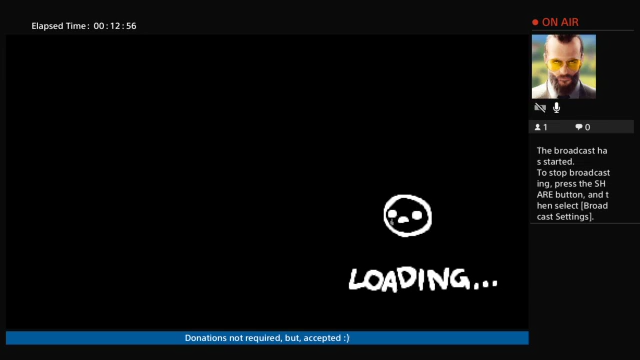 Elapsed Time: 00:12:56
ON AIR
1 0
The broadcast ha
s started.
To stop broadcast
ing, press the SH
ARE button, and t
hen select [Broad
cast Settings].
LOADING...
Donations not required, but, accepted :)